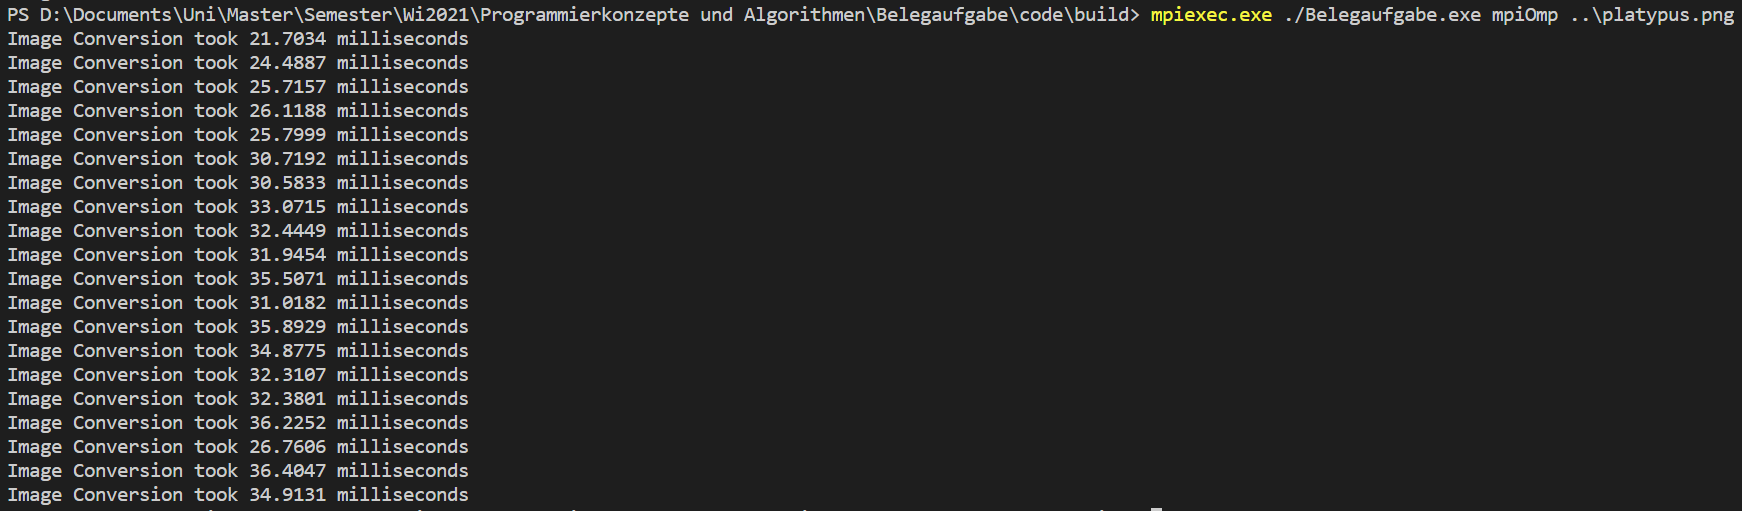 PS D:\Documents\Uni\Master\Semester\Wi2021\Programmierkonzepte und Algorithmen\Belegaufgabe\code\build> mpiexec.exe ./Belegaufgabe.exe mpiOmp ..\platypus.png
Image Conversion took 21.7034 milliseconds
Image Conversion took 24.4887 milliseconds
Image Conversion took 25.7157 milliseconds
Image Conversion took 26.1188 milliseconds
Image Conversion took 25.7999 milliseconds
Image Conversion took 30.7192 milliseconds
Image Conversion took 30.5833 milliseconds
Image Conversion took 33.0715 milliseconds
Image Conversion took 32.4449 milliseconds
Image Conversion took 31.9454 milliseconds
Image Conversion took 35.5071 milliseconds
Image Conversion took 31.0182 milliseconds
Image Conversion took 35.8929 milliseconds
Image Conversion took 34.8775 milliseconds
Image Conversion took 32.3107 milliseconds
Image Conversion took 32.3801 milliseconds
Image Conversion took 36.2252 milliseconds
Image Conversion took 26.7606 milliseconds
Image Conversion took 36.4047 milliseconds
Image Conversion took 34.9131 milliseconds